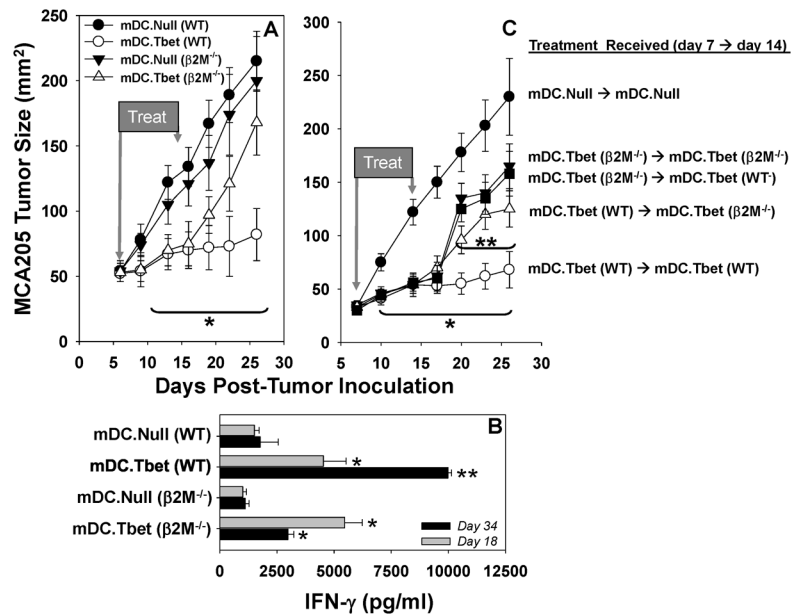 A
mDC.Null (WT)
mDC.Tbet (WT)
mDC.Null (β2M-/-)
mDC.Tbet (β2M-/-)
Treat
*
MCA205 Tumor Size (mm2)
250
200
150
100
50
0
0 5 10 15 20 25 30
C
Treat
**
*
300
250
200
150
100
50
0
5 10 15 20 25 30
Days Post-Tumor Inoculation
Treatment Received (day 7 → day 14)
mDC.Null → mDC.Null
mDC.Tbet (β2M-/-) → mDC.Tbet (β2M-/-)
mDC.Tbet (β2M-/-) → mDC.Tbet (WT-)
mDC.Tbet (WT) → mDC.Tbet (β2M-/-)
mDC.Tbet (WT) → mDC.Tbet (WT)
B
mDC.Null (WT)
mDC.Tbet (WT)
*
**
mDC.Null (β2M-/-)
mDC.Tbet (β2M-/-)
*
*
Day 34
Day 18
0 2500 5000 7500 10000 12500
IFN-γ (pg/ml)